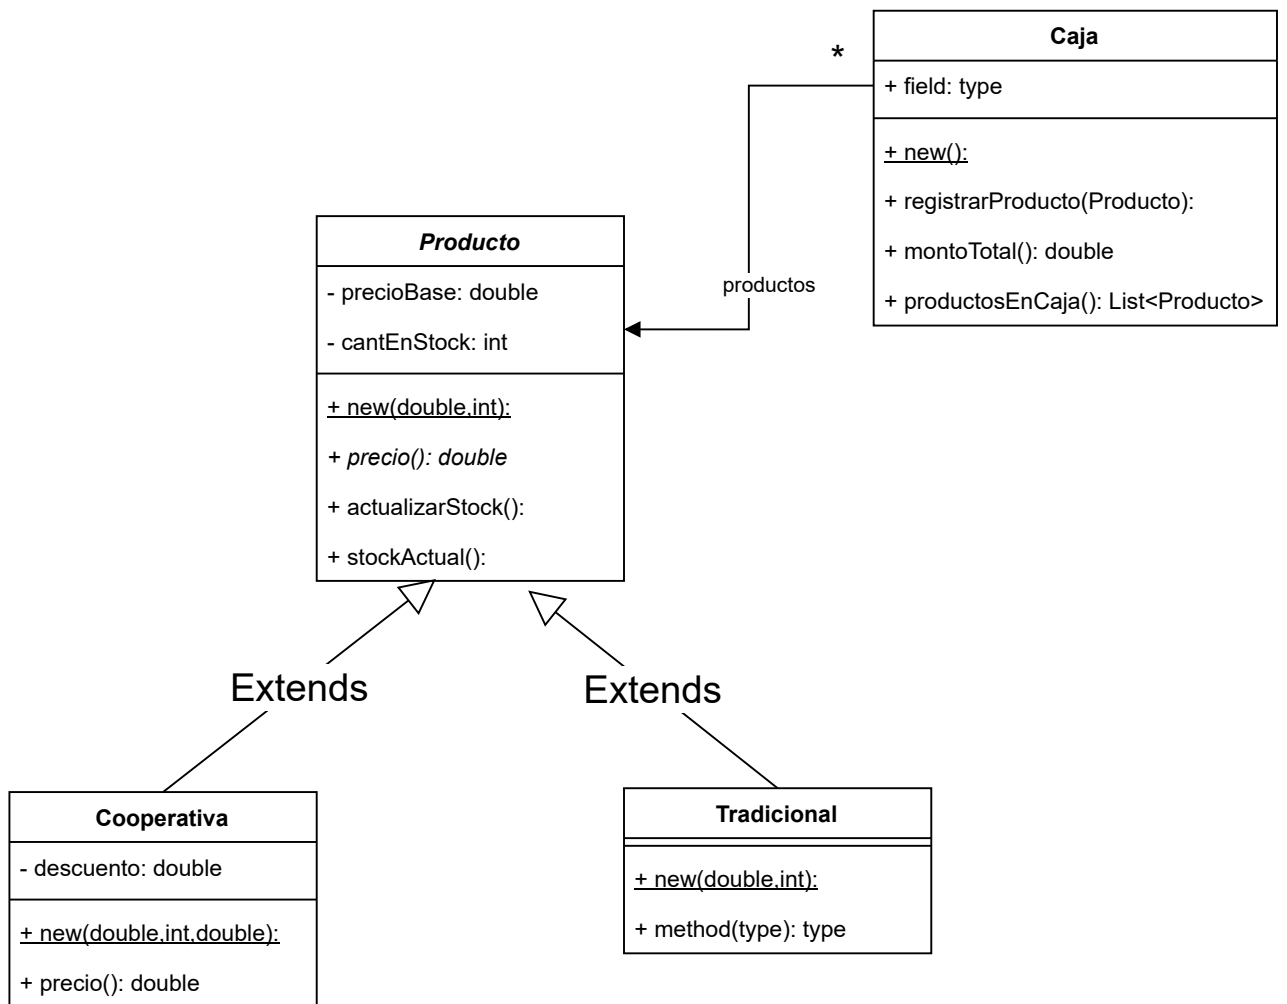 Caja
*
+ field: type
+ new():
+ registrarProducto(Producto):
+ montoTotal(): double
+ productosEnCaja(): List<Producto>
productos
Producto
- precioBase: double
- cantEnStock: int
+ new(double,int):
+ precio(): double
+ actualizarStock():
+ stockActual():
Extends
Extends
Cooperativa
- descuento: double
+ new(double,int,double):
+ precio(): double
Tradicional
+ new(double,int):
+ method(type): type